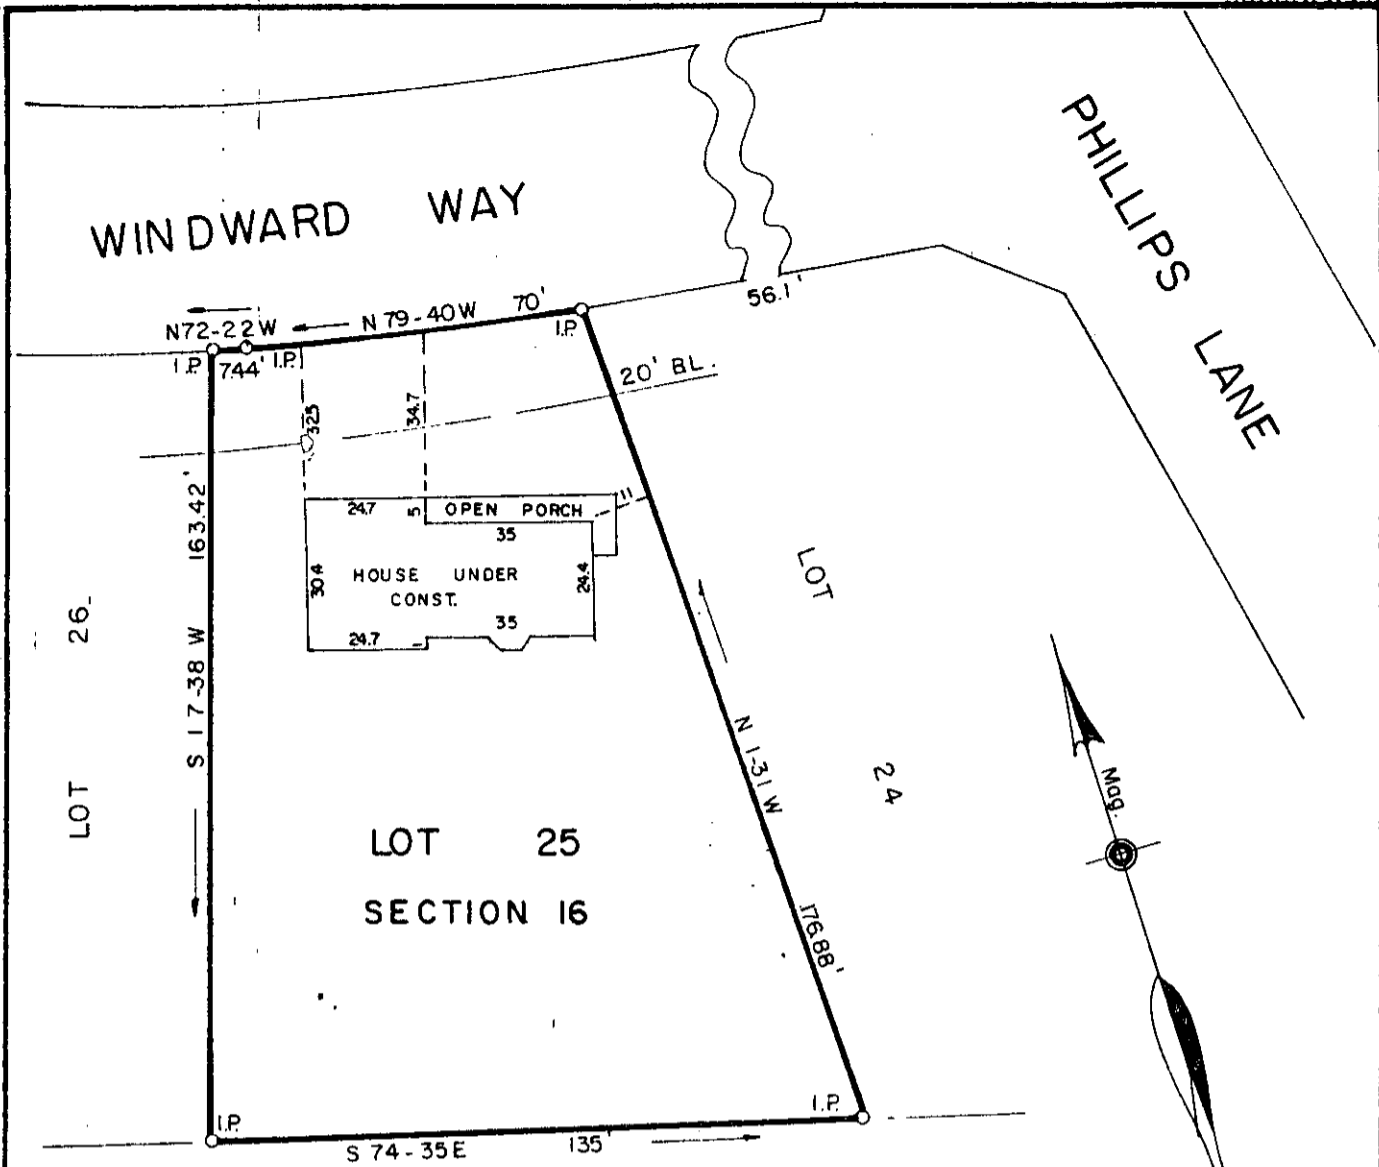 PHILLIPS LANE
WINDWARD WAY
N72-22W
N 79-40W 70'
56.1'
I.P.
7.44' I.P.
I.P.
20' BL.
32.5
34.7
163.42'
S 17-38 W
24.7
5
OPEN PORCH
11
35
30.4
HOUSE UNDER
CONST.
24.4
24.7
1
35
LOT 26
LOT 24
N 1-31 W
176.88'
Mag.
LOT 25
SECTION 16
I.P.
I.P.
S 74-35E 135'